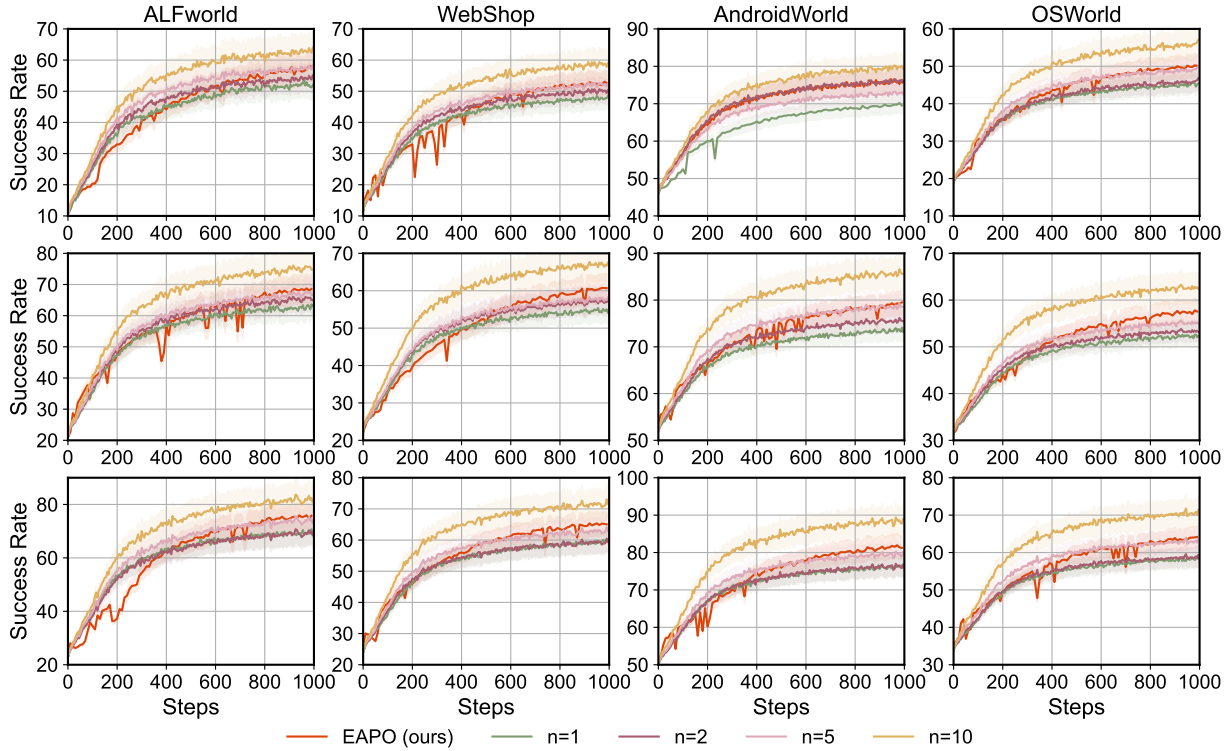 ALFworld WebShop AndroidWorld OSWorld
Success Rate
70 60 50 40 30 20 10
0 200 400 600 800 1000
70 60 50 40 30 20 10
0 200 400 600 800 1000
90 80 70 60 50 40
0 200 400 600 800 1000
60 50 40 30 20 10
0 200 400 600 800 1000
Success Rate
80 70 60 50 40 30 20
0 200 400 600 800 1000
70 60 50 40 30 20
0 200 400 600 800 1000
90 80 70 60 50
0 200 400 600 800 1000
70 60 50 40 30
0 200 400 600 800 1000
Success Rate
80 60 40 20
0 200 400 600 800 1000
80 70 60 50 40 30 20
0 200 400 600 800 1000
100 90 80 70 60 50
0 200 400 600 800 1000
80 70 60 50 40 30
0 200 400 600 800 1000
Steps Steps Steps Steps
EAPO (ours) n=1 n=2 n=5 n=10